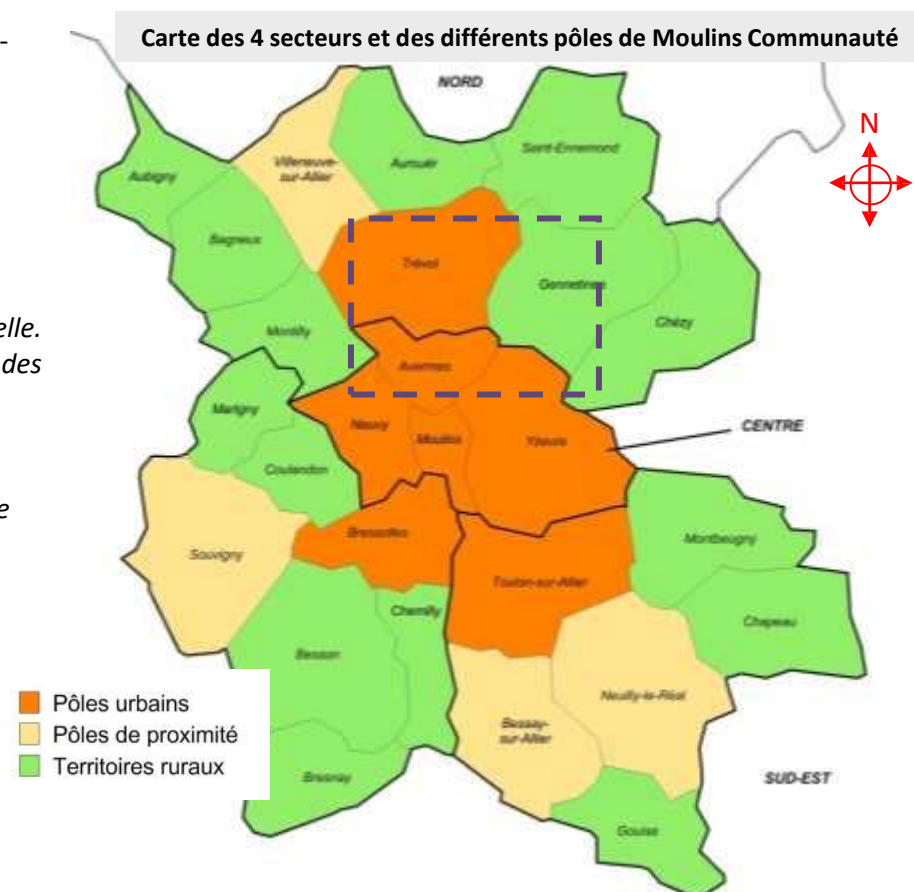 -
Carte des 4 secteurs et des différents pôles de Moulins Communauté
NORD
N
Villeneuve-
sur-Allier
Aurouër
Saint-Ennemond
Aubigny
Bagneux
Trévol
Gennetines
Chézy
elle.
des
Montilly
Avermes
Marigny
Neuvy
Moulins
Yzeure
CENTRE
Coulandon
e
Souvigny
Bressolles
Montbeugny
Toulon-sur-Allier
Chemilly
Chapeau
Besson
Neuilly-le-Réal
Pôles urbains
Pôles de proximité
Territoires ruraux
Bessay-
sur-Allier
Bresnay
SUD-EST
Gouise